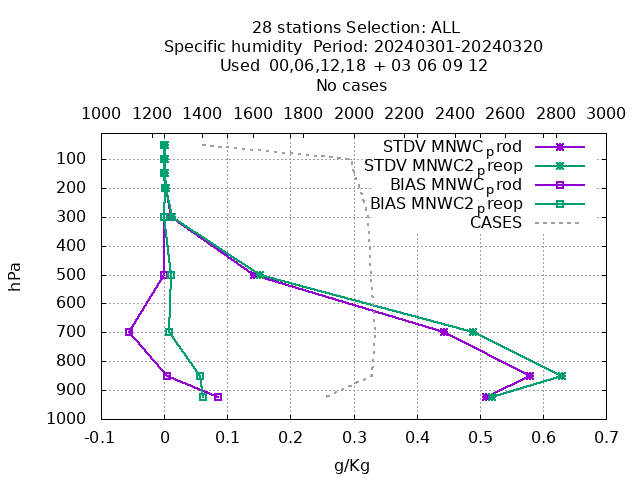 28 stations Selection: ALL
Specific humidity  Period: 20240301-20240320
Used 00,06,12,18 + 03 06 09 12
No cases
1000 1200 1400 1600 1800 2000 2200 2400 2600 2800 3000
STDV MNWC_prod
STDV MNWC2_preop
BIAS MNWC_prod
BIAS MNWC2_preop
CASES
100
200
300
400
500
600
700
800
900
1000
hPa
-0.1 0 0.1 0.2 0.3 0.4 0.5 0.6 0.7
g/Kg